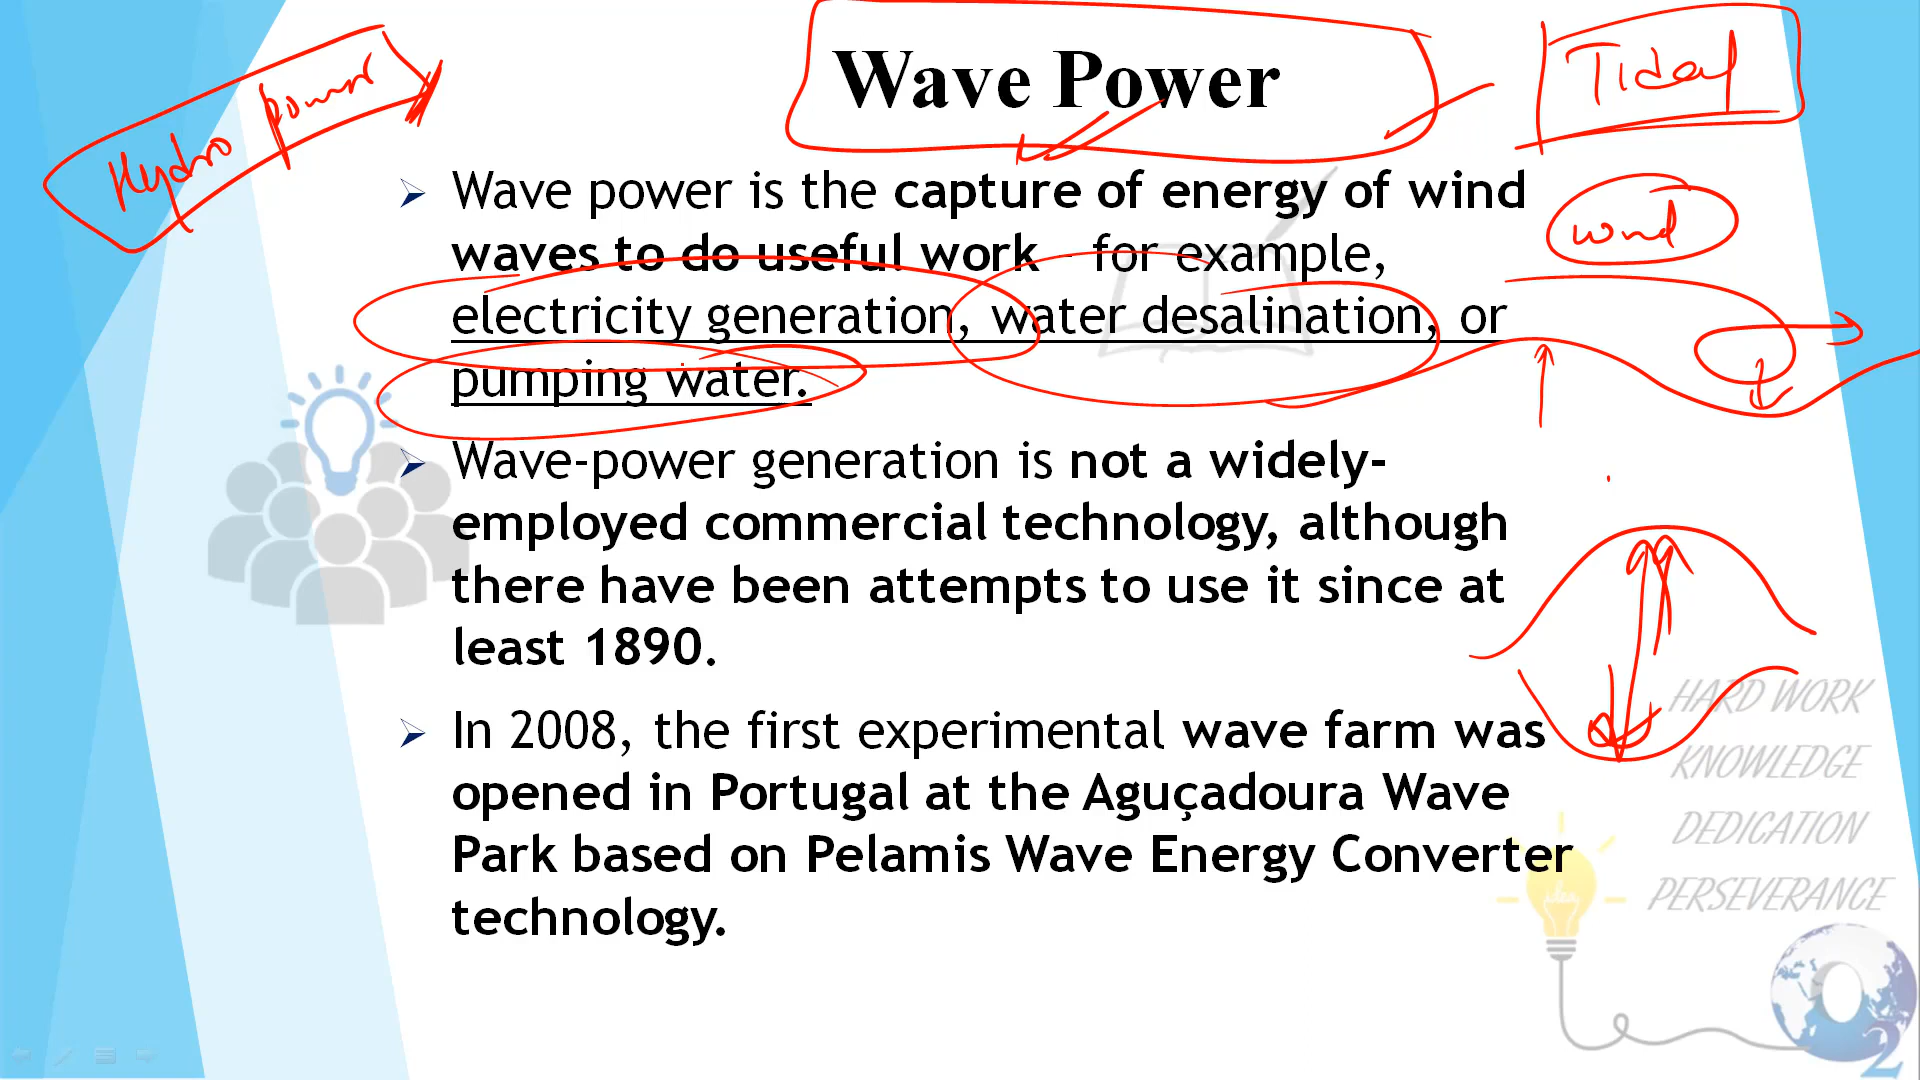 Hydro power
Wave Power
Tidal
Wave power is the capture of energy of wind
waves to do useful work – for example,
wind
electricity generation, water desalination, or
pumping water.
Wave-power generation is not a widely-
employed commercial technology, although
there have been attempts to use it since at
least 1890.
In 2008, the first experimental wave farm was
opened in Portugal at the Aguçadoura Wave
Park based on Pelamis Wave Energy Converter
technology.
HARD WORK
KNOWLEDGE
DEDICATION
PERSEVERANCE
idea
O2